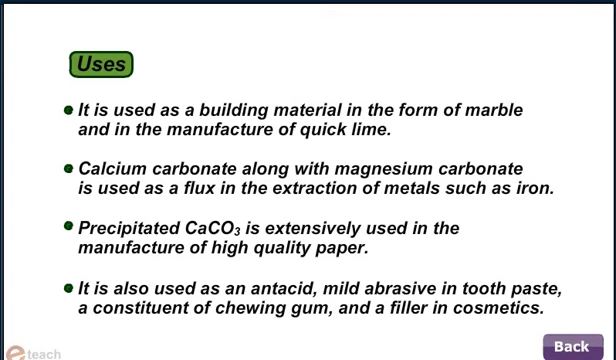 Uses
It is used as a building material in the form of marble
and in the manufacture of quick lime.
Calcium carbonate along with magnesium carbonate
is used as a flux in the extraction of metals such as iron.
Precipitated CaCO₃ is extensively used in the
manufacture of high quality paper.
It is also used as an antacid, mild abrasive in tooth paste,
a constituent of chewing gum, and a filler in cosmetics.
e teach
Back